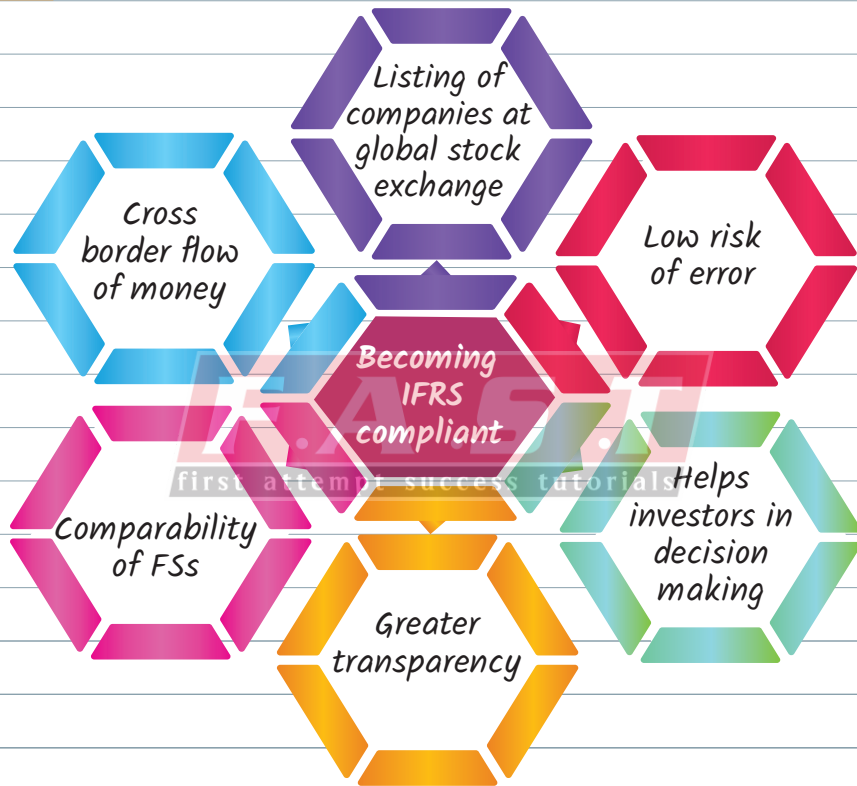 Listing of
companies at
global stock
exchange
Cross
border flow
of money
Low risk
of error
Becoming
IFRS
compliant
F.A.S.T
first attempt success tutorials
Comparability
of FSs
Helps
investors in
decision
making
Greater
transparency